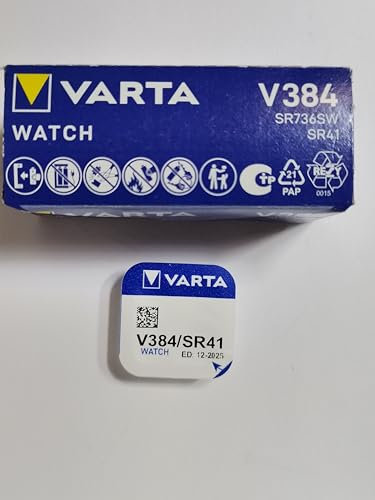 VARTA
V384
SR736SW
WATCH
SR41
21
PAP
0015
VARTA
V384/SR41
WATCH
ED. 12-2025